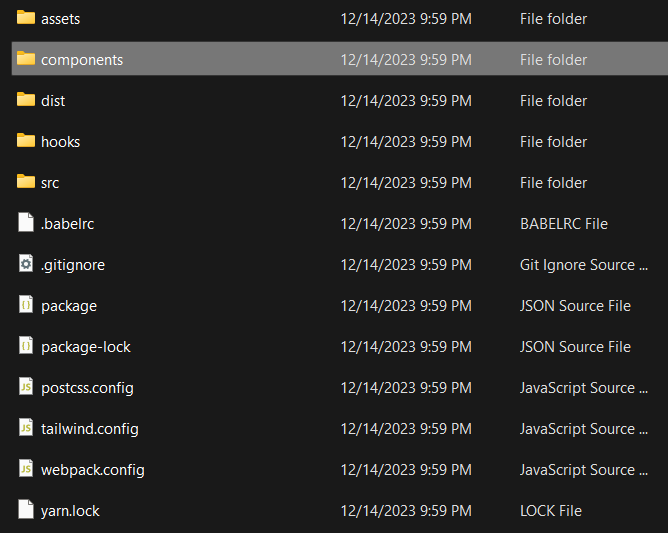 assets 12/14/2023 9:59 PM File folder
components 12/14/2023 9:59 PM File folder
dist 12/14/2023 9:59 PM File folder
hooks 12/14/2023 9:59 PM File folder
src 12/14/2023 9:59 PM File folder
.babelrc 12/14/2023 9:59 PM BABELRC File
.gitignore 12/14/2023 9:59 PM Git Ignore Source ...
package 12/14/2023 9:59 PM JSON Source File
package-lock 12/14/2023 9:59 PM JSON Source File
JS postcss.config 12/14/2023 9:59 PM JavaScript Source ...
JS tailwind.config 12/14/2023 9:59 PM JavaScript Source ...
JS webpack.config 12/14/2023 9:59 PM JavaScript Source ...
yarn.lock 12/14/2023 9:59 PM LOCK File